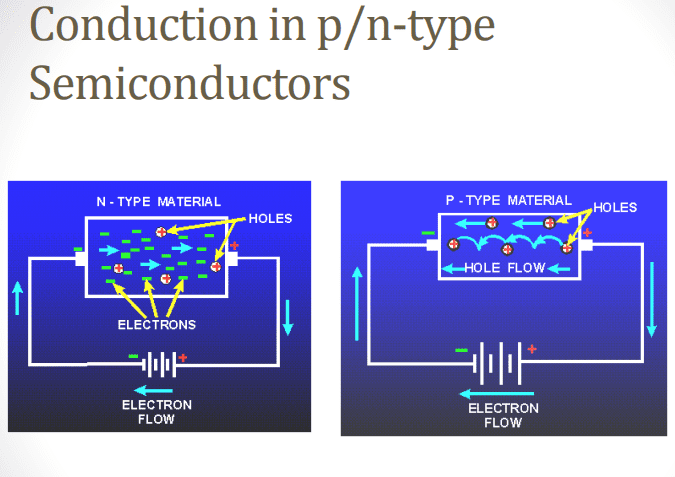 Conduction in p/n-type
Semiconductors
N - TYPE MATERIAL
HOLES
ELECTRONS
ELECTRON
FLOW
P - TYPE MATERIAL
HOLES
HOLE FLOW
ELECTRON
FLOW